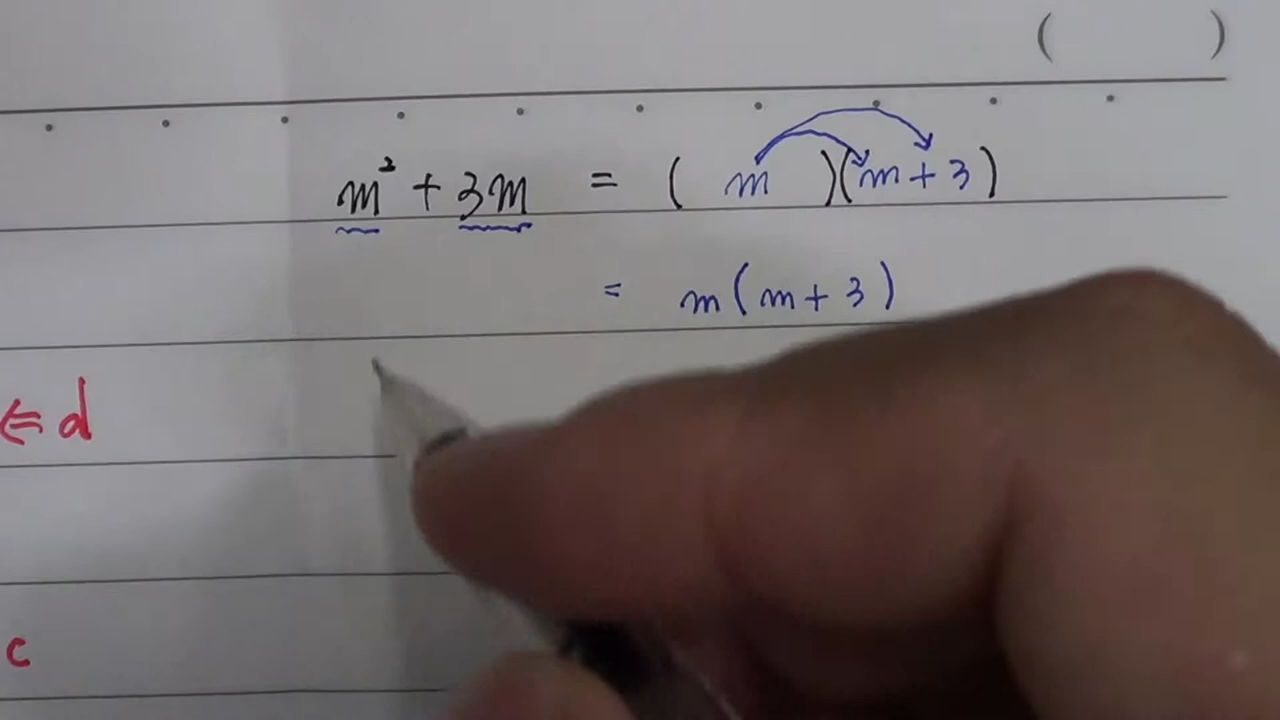 ( )
m² + 3m = ( m )(m + 3)
= m(m + 3)
⇐ d
c